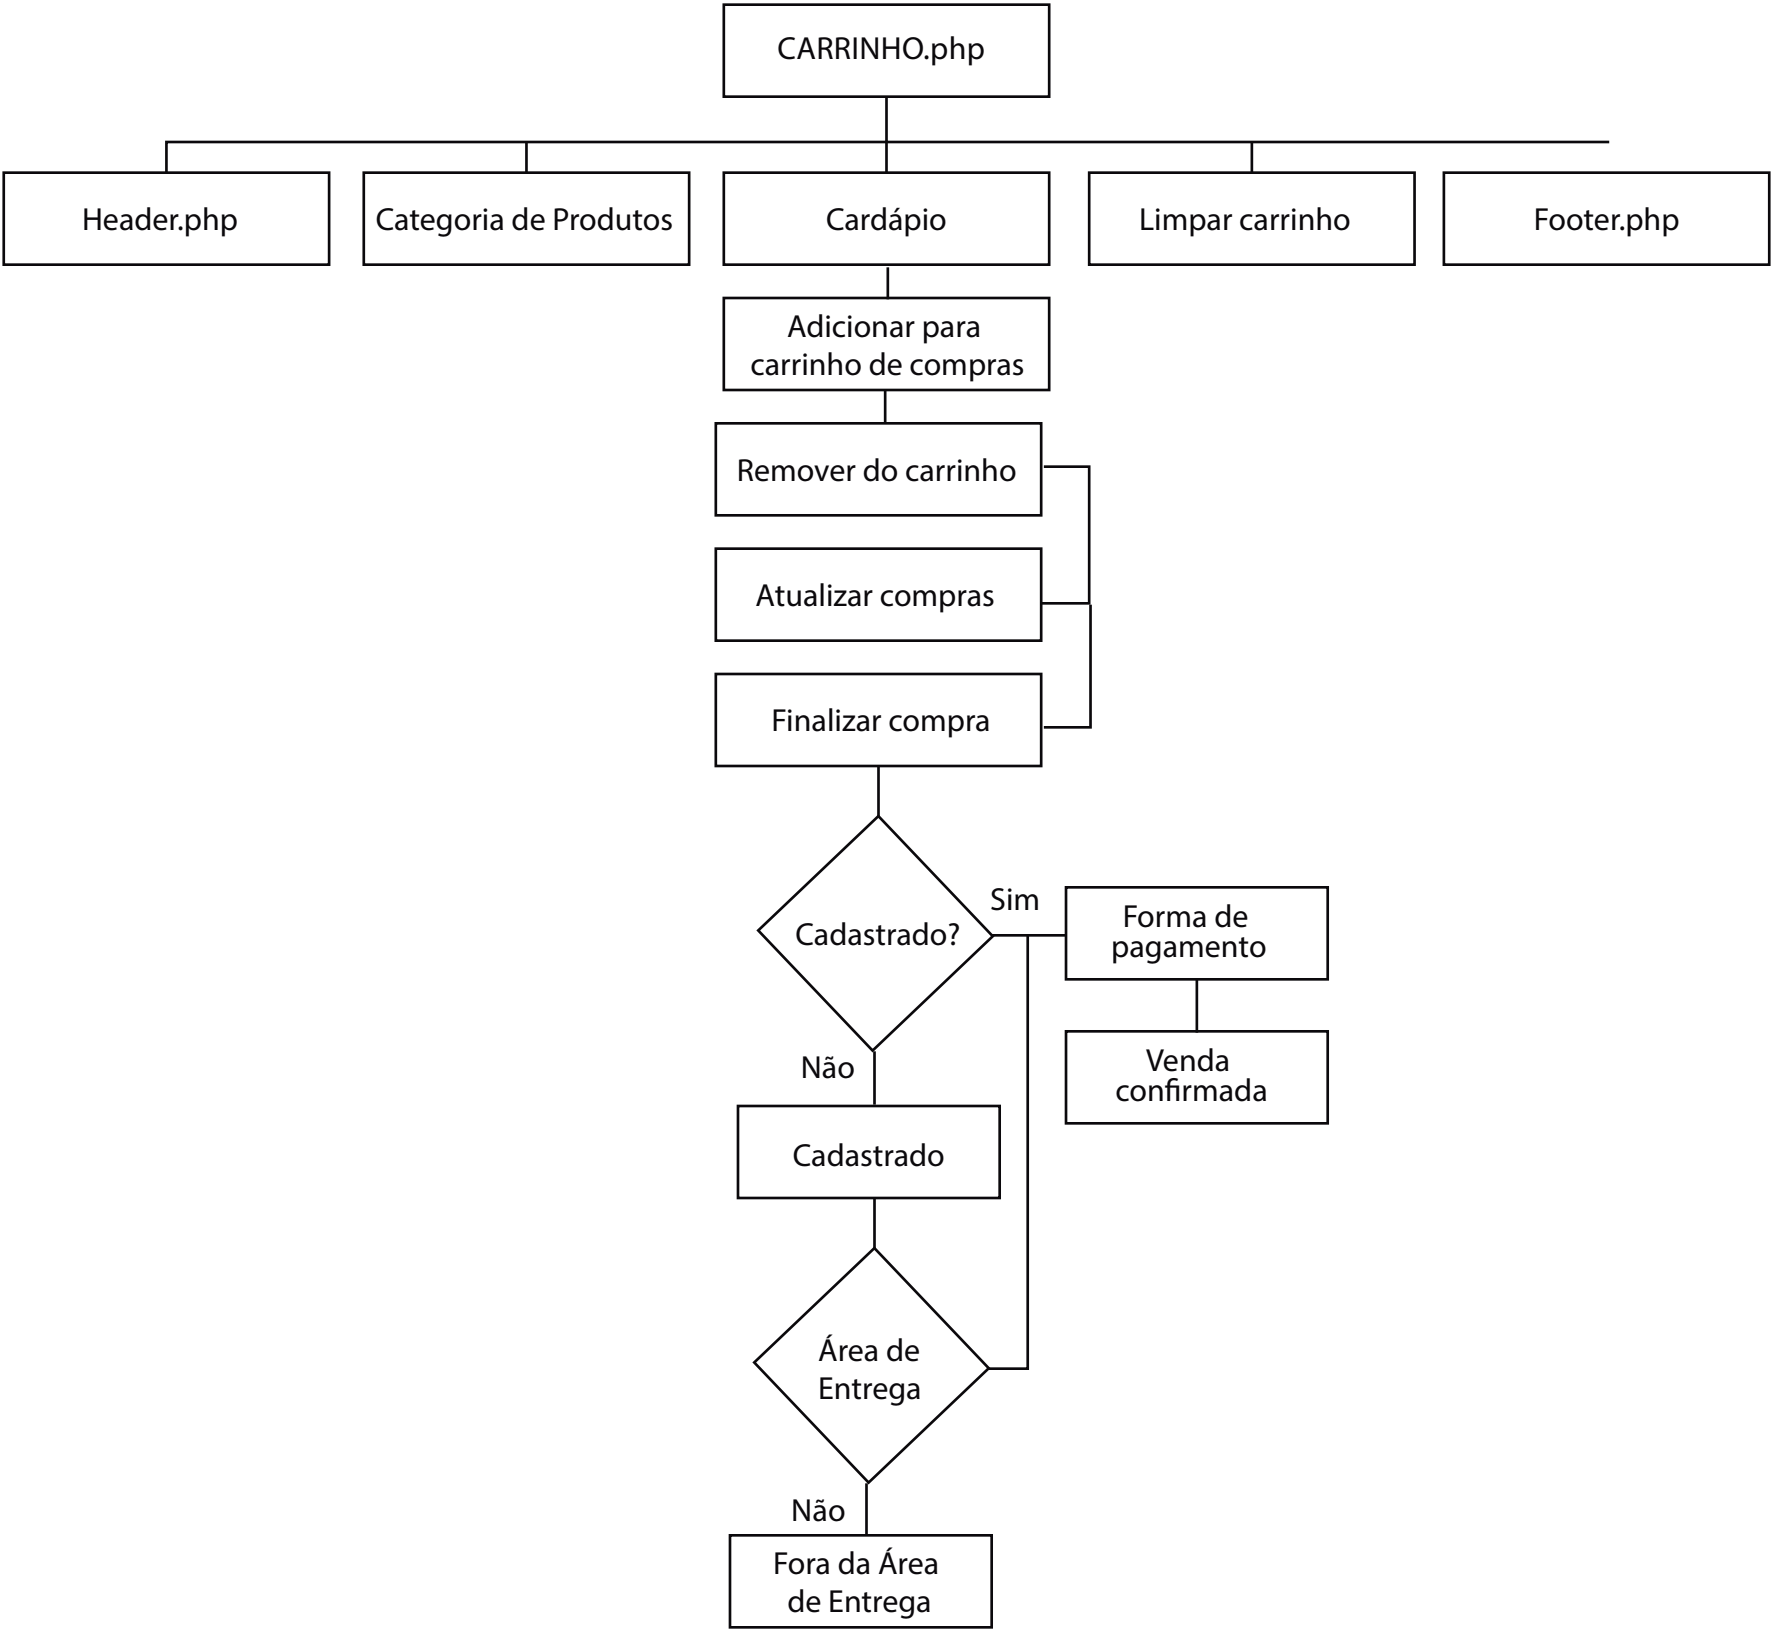 CARRINHO.php
Header.php
Categoria de Produtos
Cardápio
Limpar carrinho
Footer.php
Adicionar para
carrinho de compras
Remover do carrinho
Atualizar compras
Finalizar compra
Cadastrado?
Sim
Forma de
pagamento
Venda
confirmada
Não
Cadastrado
Área de
Entrega
Não
Fora da Área
de Entrega